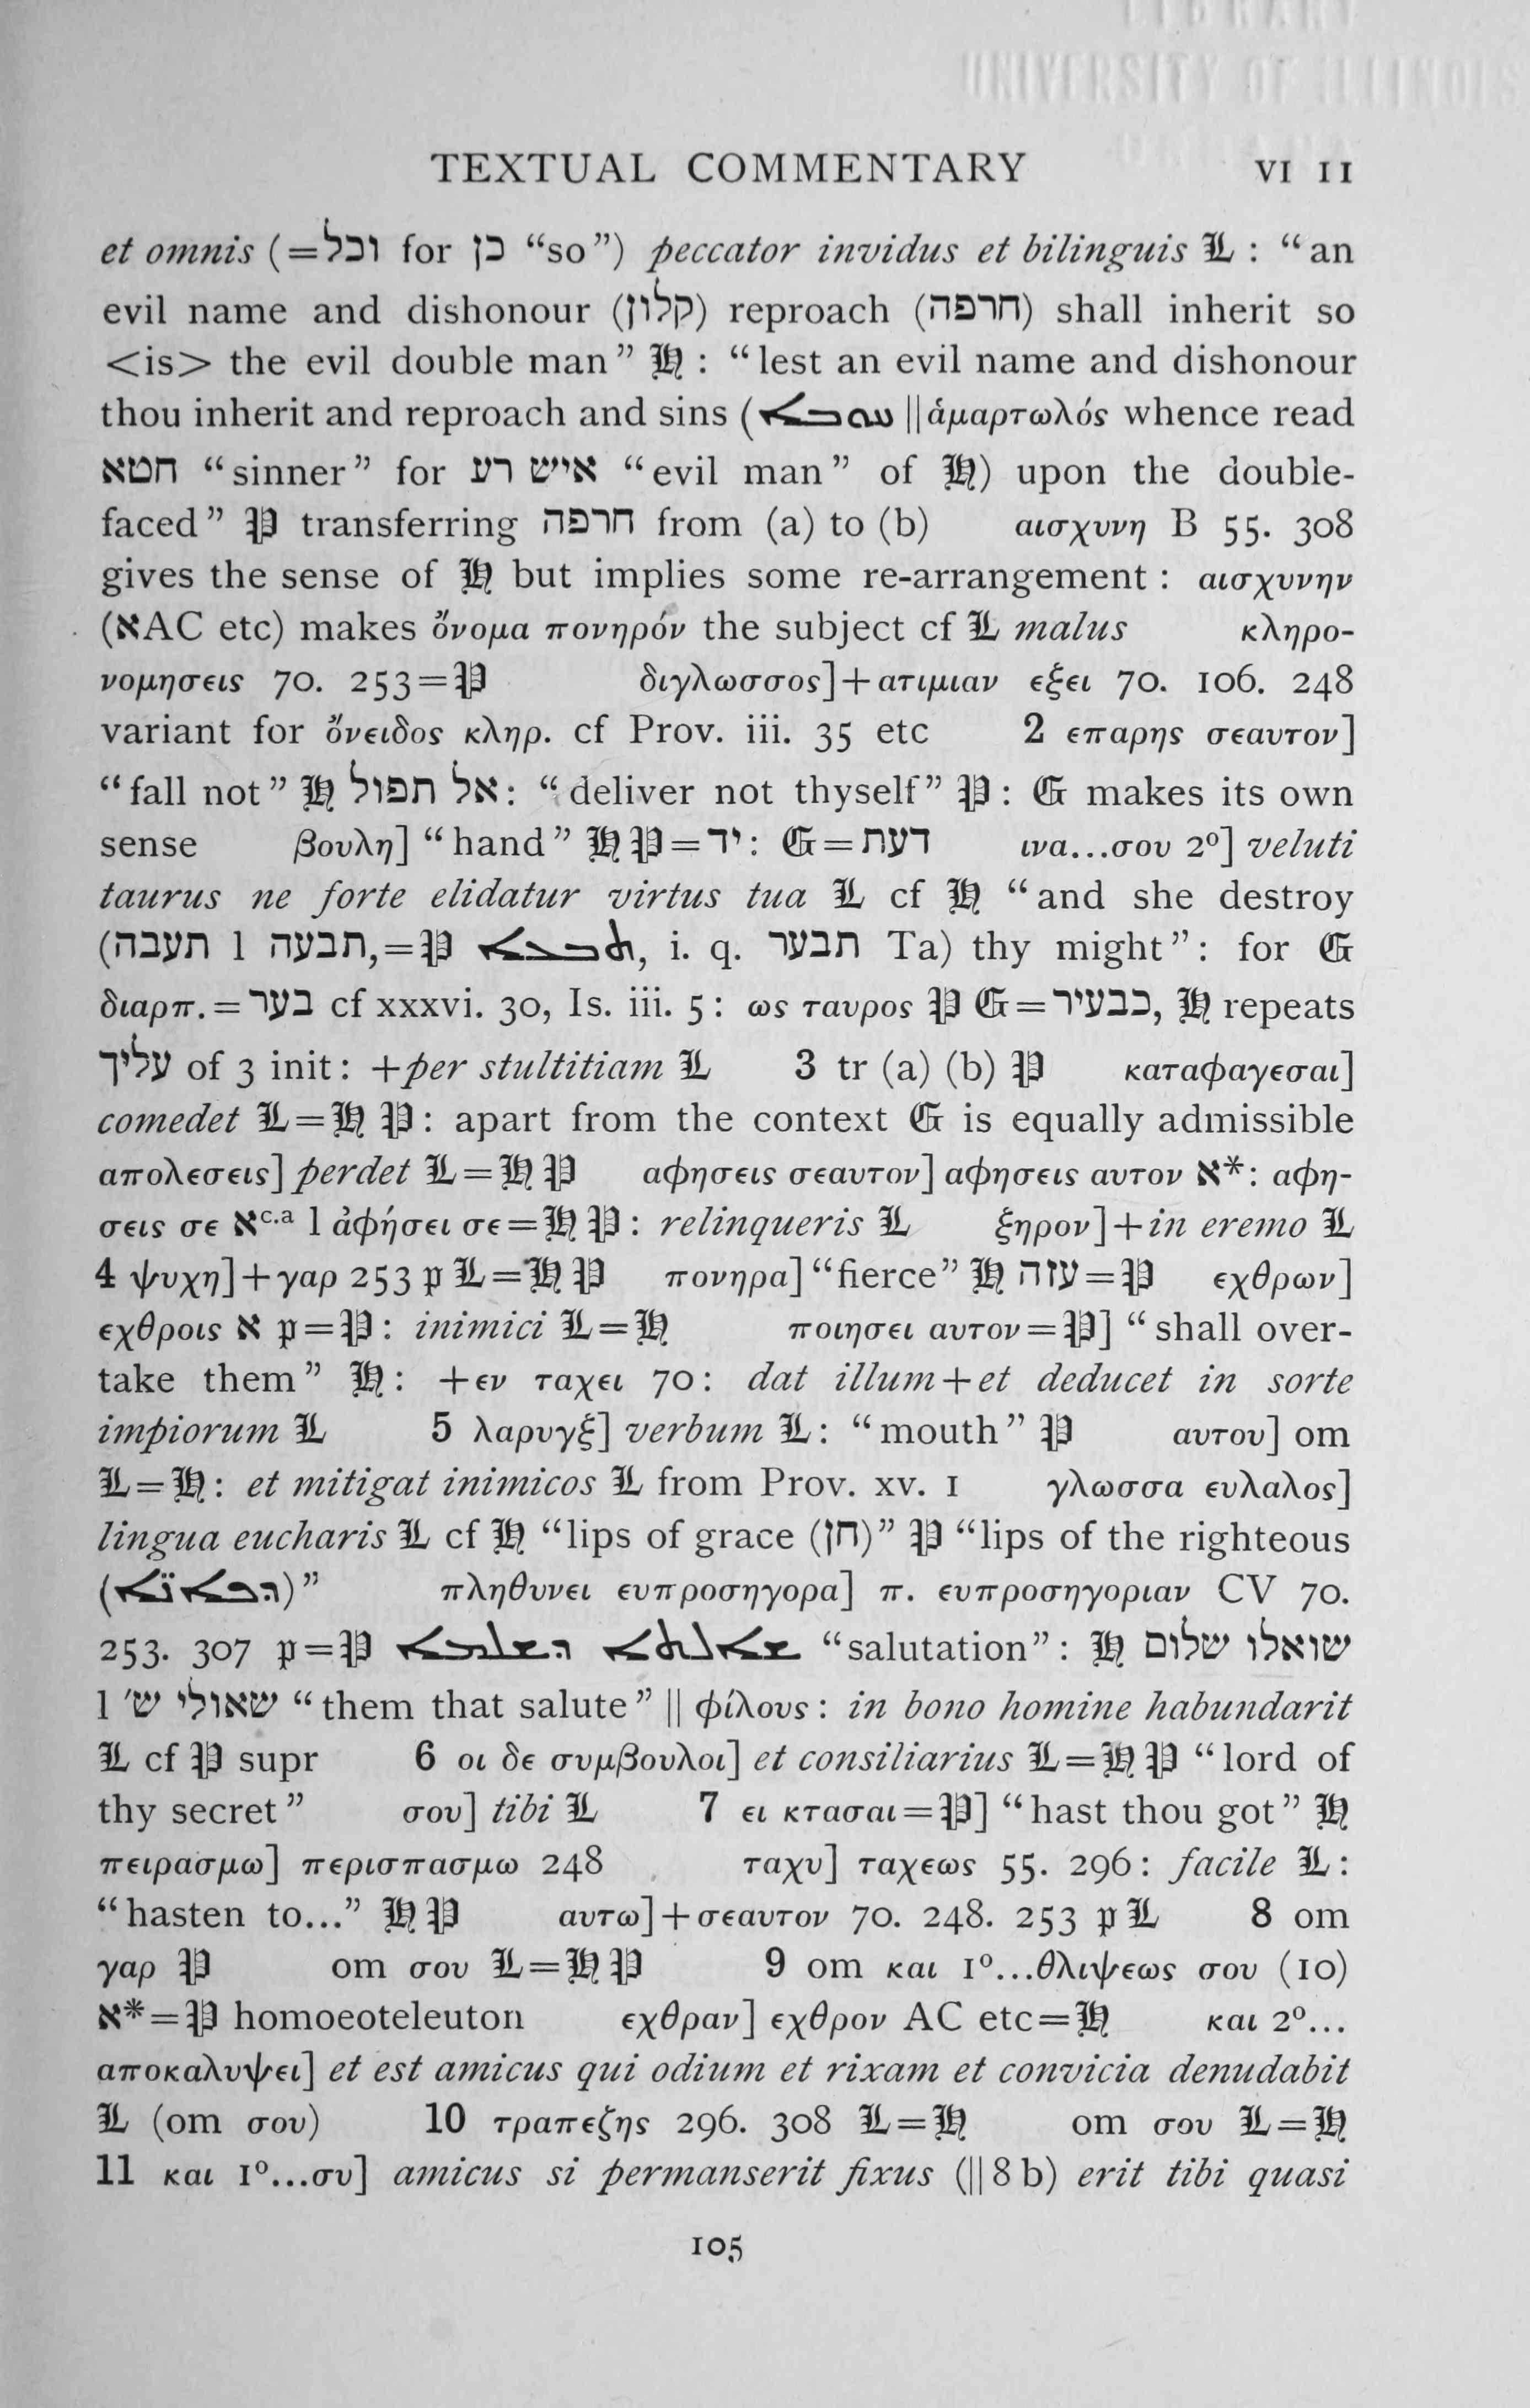 LIBRARY
UNIVERSITY OF ILLINOIS
TEXTUAL COMMENTARY VI 11
et omnis (=וכל for כן “so”) peccator invidus et bilinguis 𝕷 : “an
evil name and dishonour (קלון) reproach (חרפה) shall inherit so
<is> the evil double man” 𝕳 : “lest an evil name and dishonour
thou inherit and reproach and sins (ܚܘܒܐ ||ἁμαρτωλός whence read
חטא “sinner” for איש רע “evil man” of 𝕳) upon the double-
faced” 𝕻 transferring חרפה from (a) to (b) αισχυνη B 55. 308
gives the sense of 𝕳 but implies some re-arrangement : αισχυνην
(אAC etc) makes ὄνομα πονηρόν the subject cf 𝕷 malus κληρο-
νομησεις 70. 253=𝕻 διγλωσσος]+ατιμιαν εξει 70. 106. 248
variant for ὄνειδος κληρ. cf Prov. iii. 35 etc 2 επαρης σεαυτον]
“fall not” 𝕳 אל תפול: “deliver not thyself” 𝕻 : 𝕲 makes its own
sense βουλη] “hand” 𝕳 𝕻=יד: 𝕲=דעת ινα...σου 2º] veluti
taurus ne forte elidatur virtus tua 𝕷 cf 𝕳 “and she destroy
(תעבה l תבעה,=𝕻 ܬܒܥܐ, i. q. תבער Ta) thy might”: for 𝕲
διαρπ.=בער cf xxxvi. 30, Is. iii. 5 : ως ταυρος 𝕻 𝕲=כבעיר, 𝕳 repeats
עליך of 3 init: +per stultitiam 𝕷 3 tr (a) (b) 𝕻 καταφαγεσαι]
comedet 𝕷=𝕳 𝕻: apart from the context 𝕲 is equally admissible
απολεσεις] perdet 𝕷=𝕳 𝕻 αφησεις σεαυτον] αφησεις αυτον א*: αφη-
σεις σε אc.a l ἀφήσει σε=𝕳 𝕻: relinqueris 𝕷 ξηρον]+in eremo 𝕷
4 ψυχη]+γαρ 253 𝖕 𝕷=𝕳 𝕻 πονηρα] “fierce” 𝕳 עזה=𝕻 εχθρων]
εχθροις א 𝖕=𝕻: inimici 𝕷=𝕳 ποιησει αυτον=𝕻] “shall over-
take them” 𝕳: +εν ταχει 70: dat illum+et deducet in sorte
impiorum 𝕷 5 λαρυγξ] verbum 𝕷: “mouth” 𝕻 αυτου] om
𝕷=𝕳: et mitigat inimicos 𝕷 from Prov. xv. 1 γλωσσα ευλαλος]
lingua eucharis 𝕷 cf 𝕳 “lips of grace (חן)” 𝕻 “lips of the righteous
(ܕܟܐܢ̈ܐ)” πληθυνει ευπροσηγορα] π. ευπροσηγοριαν CV 70.
253. 307 𝖕=𝕻 ܫܐܠܬܐ ܕܫܠܡܐ “salutation”: 𝕳 שואלו שלום
l שאולי ש׳ “them that salute” || φίλους: in bono homine habundarit
𝕷 cf 𝕻 supr 6 οι δε συμβουλοι] et consiliarius 𝕷=𝕳 𝕻 “lord of
thy secret” σου] tibi 𝕷 7 ει κτασαι=𝕻] “hast thou got” 𝕳
πειρασμω] περισπασμω 248 ταχυ] ταχεως 55. 296: facile 𝕷:
“hasten to...” 𝕳 𝕻 αυτω]+σεαυτον 70. 248. 253 𝖕 𝕷 8 om
γαρ 𝕻 om σου 𝕷=𝕳 𝕻 9 om και 1º...θλιψεως σου (10)
א*=𝕻 homoeoteleuton εχθραν] εχθρον AC etc=𝕳 και 2º...
αποκαλυψει] et est amicus qui odium et rixam et convicia denudabit
𝕷 (om σου) 10 τραπεζης 296. 308 𝕷=𝕳 om σου 𝕷=𝕳
11 και 1º...συ] amicus si permanserit fixus (||8 b) erit tibi quasi
105